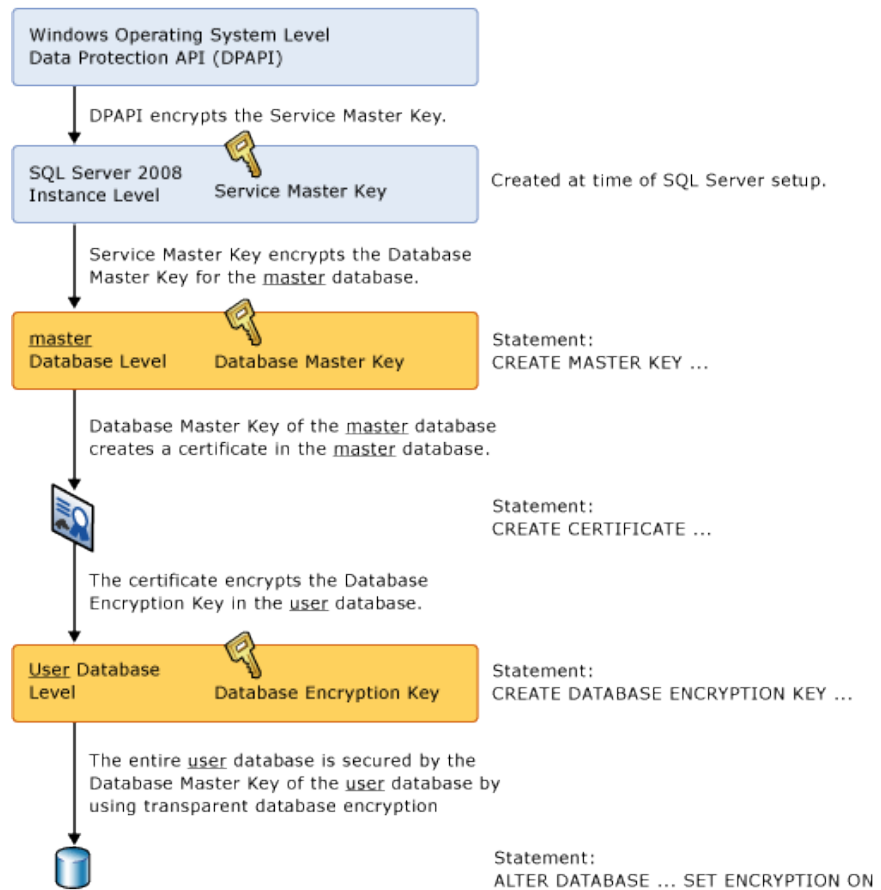 Windows Operating System Level
Data Protection API (DPAPI)
DPAPI encrypts the Service Master Key.
SQL Server 2008
Instance Level
Service Master Key
Created at time of SQL Server setup.
Service Master Key encrypts the Database
Master Key for the master database.
master
Database Level
Database Master Key
Statement:
CREATE MASTER KEY ...
Database Master Key of the master database
creates a certificate in the master database.
Statement:
CREATE CERTIFICATE ...
The certificate encrypts the Database
Encryption Key in the user database.
User Database
Level
Database Encryption Key
Statement:
CREATE DATABASE ENCRYPTION KEY ...
The entire user database is secured by the
Database Master Key of the user database by
using transparent database encryption
Statement:
ALTER DATABASE ... SET ENCRYPTION ON